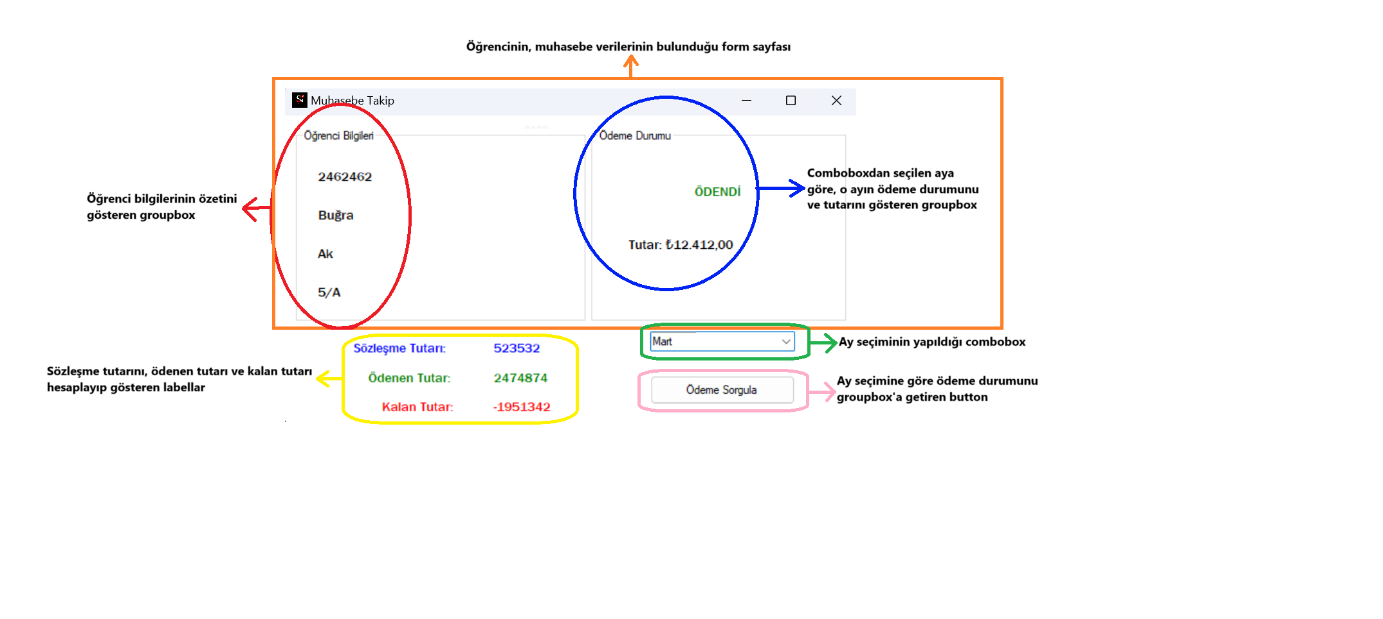 Öğrencinin, muhasebe verilerinin bulunduğu form sayfası
Muhasebe Takip
Öğrenci Bilgileri
2462462
Buğra
Ak
5/A
Ödeme Durumu
ÖDENDİ
Tutar: ₺12.412,00
Öğrenci bilgilerinin özetini
gösteren groupbox
Comboboxdan seçilen aya
göre, o ayın ödeme durumunu
ve tutarını gösteren groupbox
Sözleşme Tutarı: 523532
Ödenen Tutar: 2474874
Kalan Tutar: -1951342
Sözleşme tutarını, ödenen tutarı ve kalan tutarı
hesaplayıp gösteren labellar
Mart
Ay seçiminin yapıldığı combobox
Ödeme Sorgula
Ay seçimine göre ödeme durumunu
groupbox'a getiren button